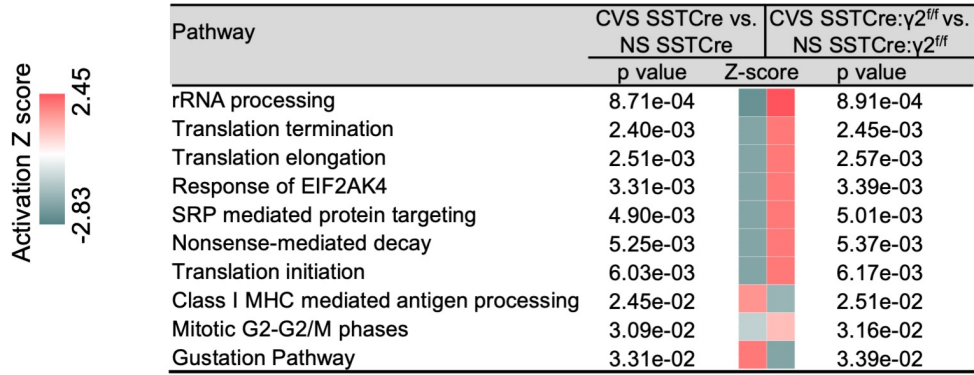 Activation Z score
2.45
-2.83
Pathway
CVS SSTCre vs. NS SSTCre
CVS SSTCre:γ2f/f vs. NS SSTCre:γ2f/f
p value Z-score p value
rRNA processing 8.71e-04 8.91e-04
Translation termination 2.40e-03 2.45e-03
Translation elongation 2.51e-03 2.57e-03
Response of EIF2AK4 3.31e-03 3.39e-03
SRP mediated protein targeting 4.90e-03 5.01e-03
Nonsense-mediated decay 5.25e-03 5.37e-03
Translation initiation 6.03e-03 6.17e-03
Class I MHC mediated antigen processing 2.45e-02 2.51e-02
Mitotic G2-G2/M phases 3.09e-02 3.16e-02
Gustation Pathway 3.31e-02 3.39e-02